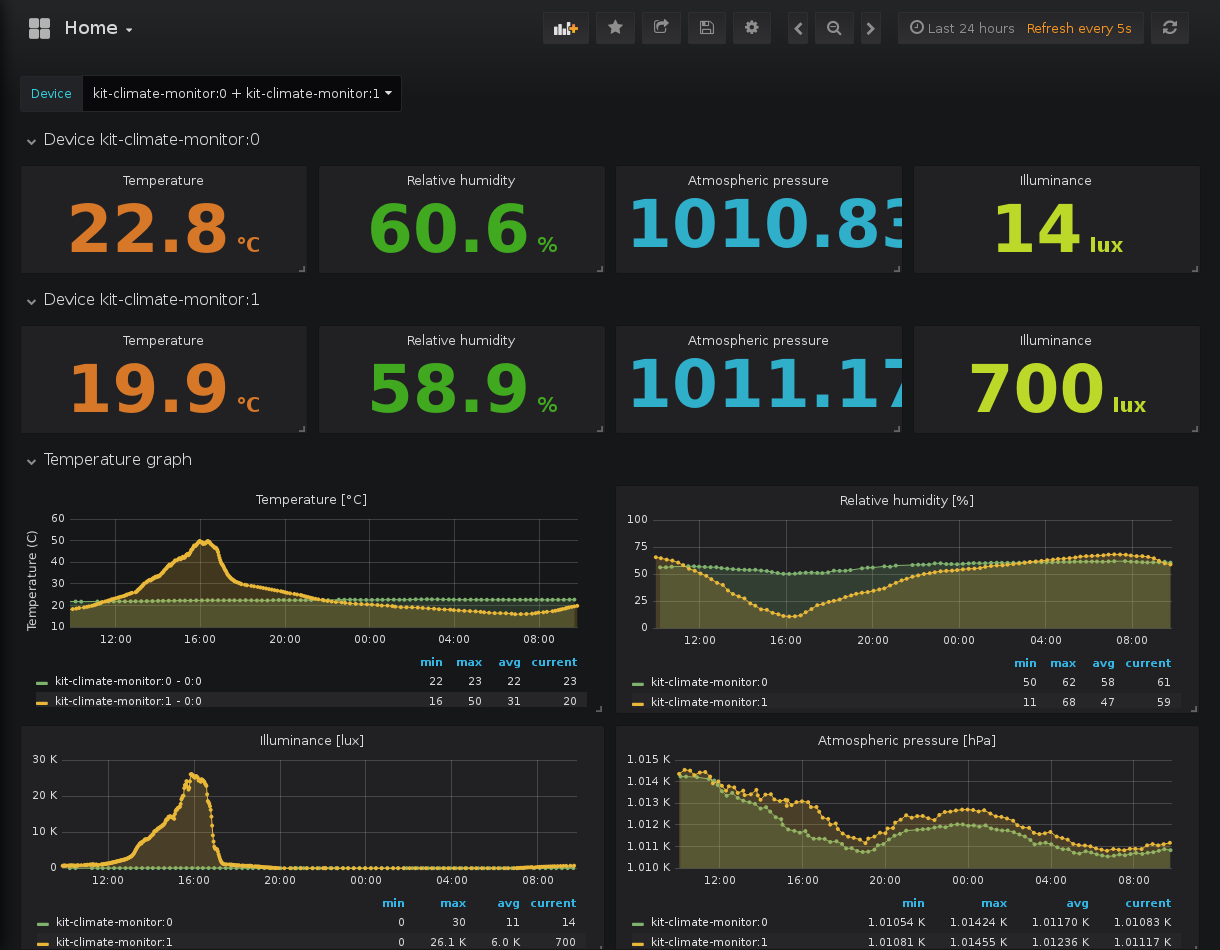 Home
Last 24 hours Refresh every 5s
Device kit-climate-monitor:0 + kit-climate-monitor:1
Device kit-climate-monitor:0
Temperature
22.8 °C
Relative humidity
60.6 %
Atmospheric pressure
1010.83
Illuminance
14 lux
Device kit-climate-monitor:1
Temperature
19.9 °C
Relative humidity
58.9 %
Atmospheric pressure
1011.17
Illuminance
700 lux
Temperature graph
Temperature [°C]
Temperature (C)
60
50
40
30
20
10
12:00 16:00 20:00 00:00 04:00 08:00
min max avg current
kit-climate-monitor:0 - 0:0 22 23 22 23
kit-climate-monitor:1 - 0:0 16 50 31 20
Relative humidity [%]
100
75
50
25
0
12:00 16:00 20:00 00:00 04:00 08:00
min max avg current
kit-climate-monitor:0 50 62 58 61
kit-climate-monitor:1 11 68 47 59
Illuminance [lux]
30 K
20 K
10 K
0
12:00 16:00 20:00 00:00 04:00 08:00
min max avg current
kit-climate-monitor:0 0 30 11 14
kit-climate-monitor:1 0 26.1 K 6.0 K 700
Atmospheric pressure [hPa]
1.015 K
1.014 K
1.013 K
1.012 K
1.011 K
1.010 K
12:00 16:00 20:00 00:00 04:00 08:00
min max avg current
kit-climate-monitor:0 1.01054 K 1.01424 K 1.01170 K 1.01083 K
kit-climate-monitor:1 1.01081 K 1.01455 K 1.01236 K 1.01117 K